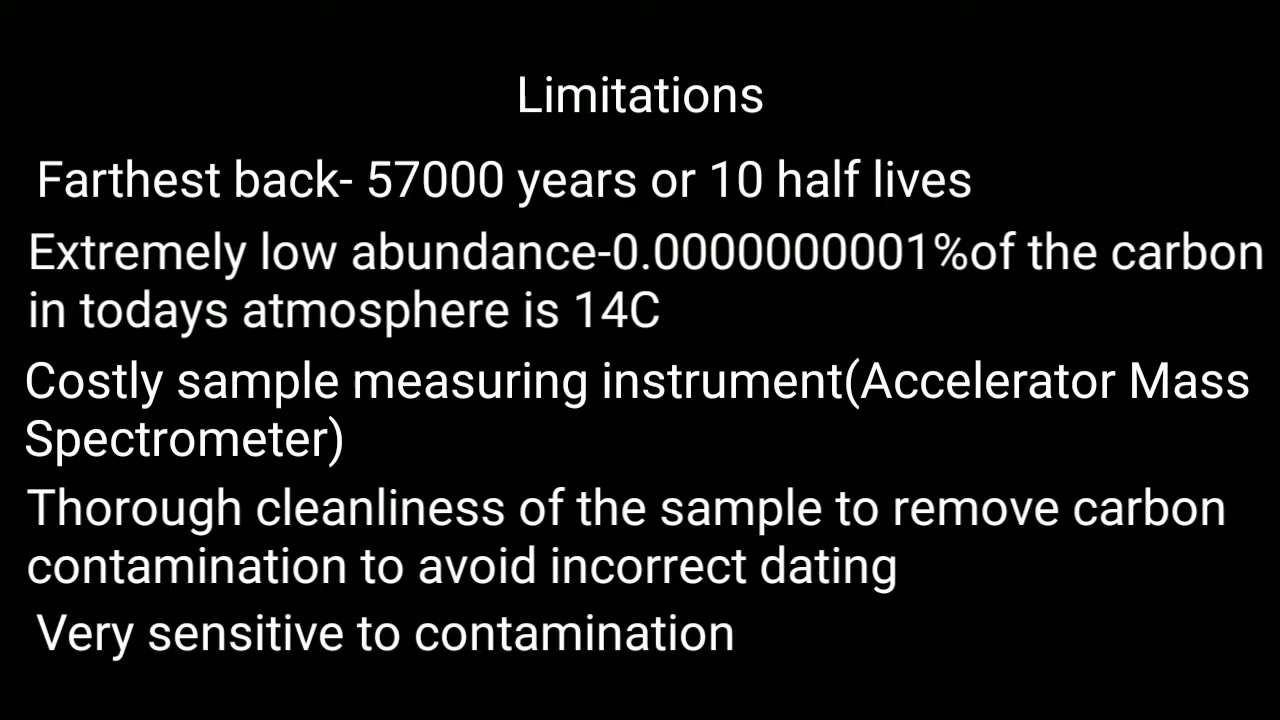 Limitations
Farthest back- 57000 years or 10 half lives
Extremely low abundance-0.0000000001%of the carbon
in todays atmosphere is 14C
Costly sample measuring instrument(Accelerator Mass
Spectrometer)
Thorough cleanliness of the sample to remove carbon
contamination to avoid incorrect dating
Very sensitive to contamination